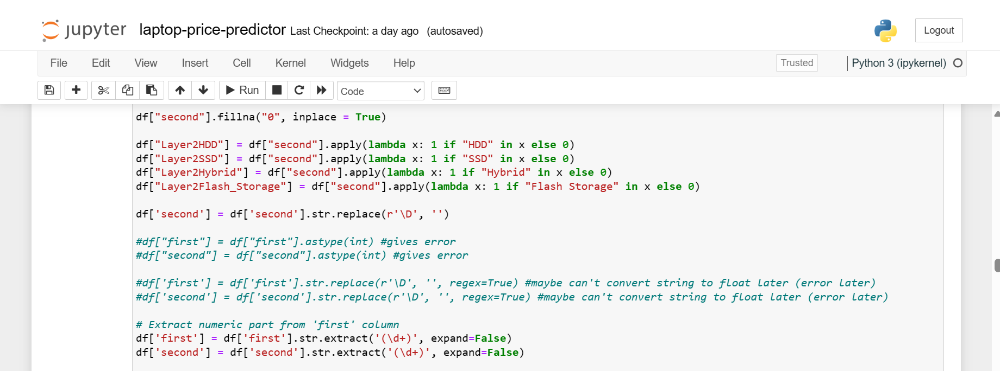 jupyter laptop-price-predictor Last Checkpoint: a day ago (autosaved) Logout
File Edit View Insert Cell Kernel Widgets Help Trusted Python 3 (ipykernel)
Run Code
df["second"].fillna("0", inplace = True)
df["Layer2HDD"] = df["second"].apply(lambda x: 1 if "HDD" in x else 0)
df["Layer2SSD"] = df["second"].apply(lambda x: 1 if "SSD" in x else 0)
df["Layer2Hybrid"] = df["second"].apply(lambda x: 1 if "Hybrid" in x else 0)
df["Layer2Flash_Storage"] = df["second"].apply(lambda x: 1 if "Flash Storage" in x else 0)
df['second'] = df['second'].str.replace(r'\D', '')
#df["first"] = df["first"].astype(int) #gives error
#df["second"] = df["second"].astype(int) #gives error
#df['first'] = df['first'].str.replace(r'\D', '', regex=True) #maybe can't convert string to float later (error later)
#df['second'] = df['second'].str.replace(r'\D', '', regex=True) #maybe can't convert string to float later (error later)
# Extract numeric part from 'first' column
df['first'] = df['first'].str.extract('(\d+)', expand=False)
df['second'] = df['second'].str.extract('(\d+)', expand=False)